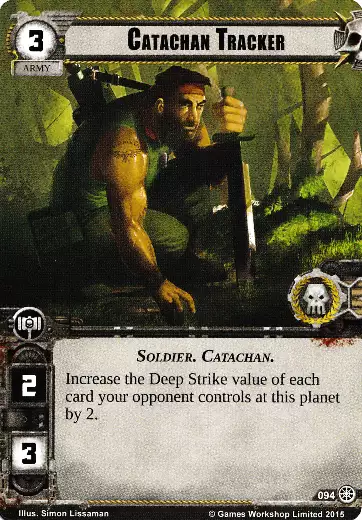 3
CATACHAN TRACKER
ARMY
SOLDIER. CATACHAN.
Increase the Deep Strike value of each
card your opponent controls at this planet
by 2.
2
3
094
Illus. Simon Lissaman
© Games Workshop Limited 2015